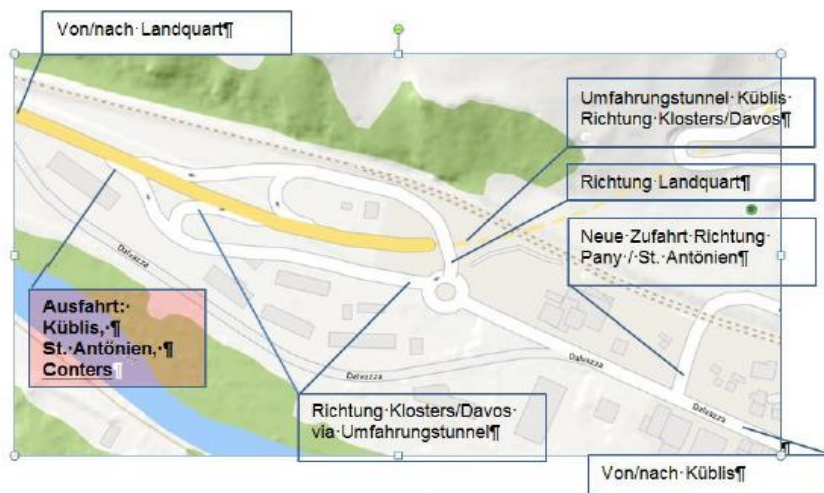 Von/nach·Landquart¶
Umfahrungstunnel·Küblis·
Richtung·Klosters/Davos¶
Richtung·Landquart¶
Neue·Zufahrt·Richtung·
Pany·/·St.·Antönien¶
Dalvazza
Ausfahrt:·
Küblis,·¶
St.·Antönien,·¶
Conters¶
Dalvazza
Dalvazza
Dalvazza
Richtung·Klosters/Davos·
via·Umfahrungstunnel¶
¶
Von/nach·Küblis¶